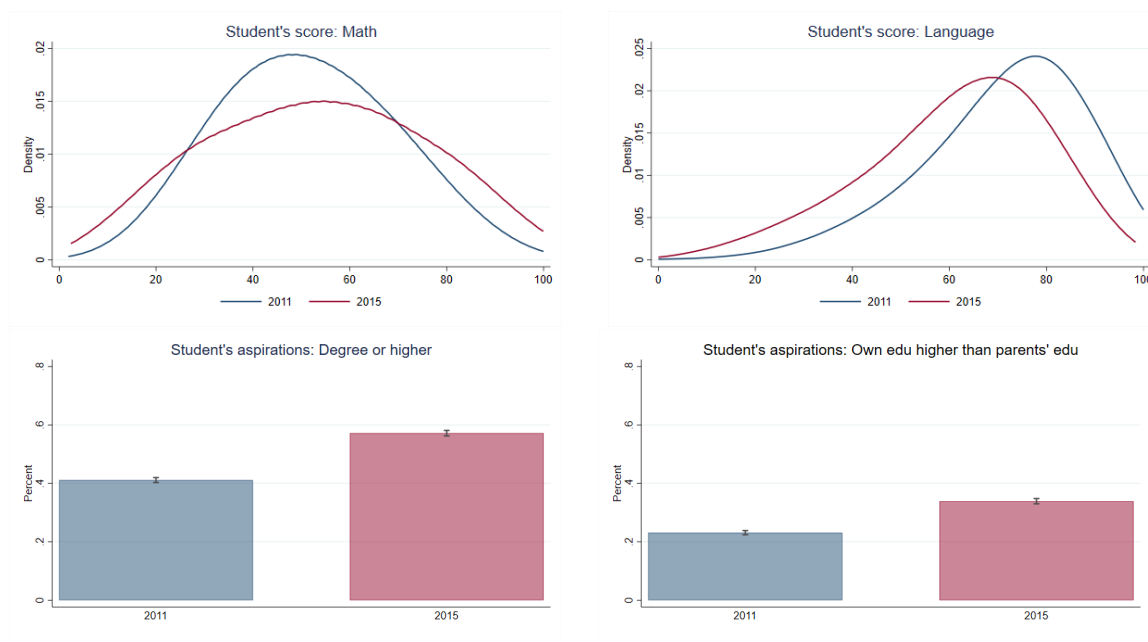 Student's score: Math
Density
0 .005 .01 .015 .02
0 20 40 60 80 100
2011 2015
Student's score: Language
Density
0 .005 .01 .015 .02 .025
0 20 40 60 80 100
2011 2015
Student's aspirations: Degree or higher
Percent
0 .2 .4 .6 .8
2011 2015
Student's aspirations: Own edu higher than parents' edu
Percent
0 .2 .4 .6 .8
2011 2015